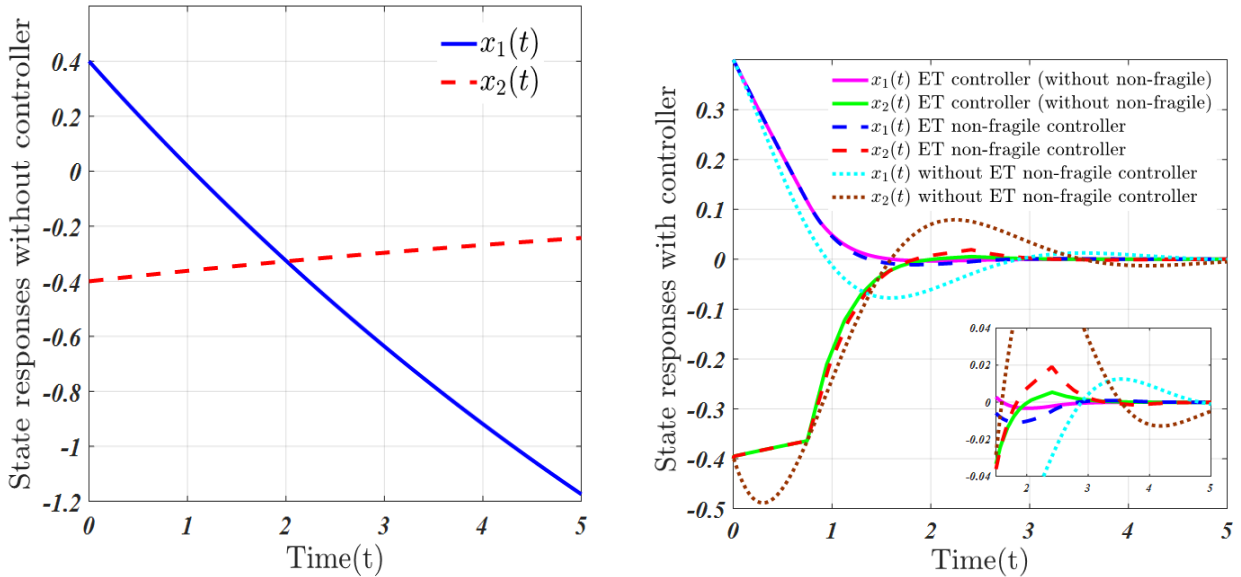 State responses without controller
0.4
0.2
0
-0.2
-0.4
-0.6
-0.8
-1
-1.2
0 1 2 3 4 5
Time(t)
x1(t)
x2(t)
State responses with controller
0.3
0.2
0.1
0
-0.1
-0.2
-0.3
-0.4
-0.5
0 1 2 3 4 5
Time(t)
x1(t) ET controller (without non-fragile)
x2(t) ET controller (without non-fragile)
x1(t) ET non-fragile controller
x2(t) ET non-fragile controller
x1(t) without ET non-fragile controller
x2(t) without ET non-fragile controller
0.04
0.02
0
-0.02
-0.04
2 3 4 5